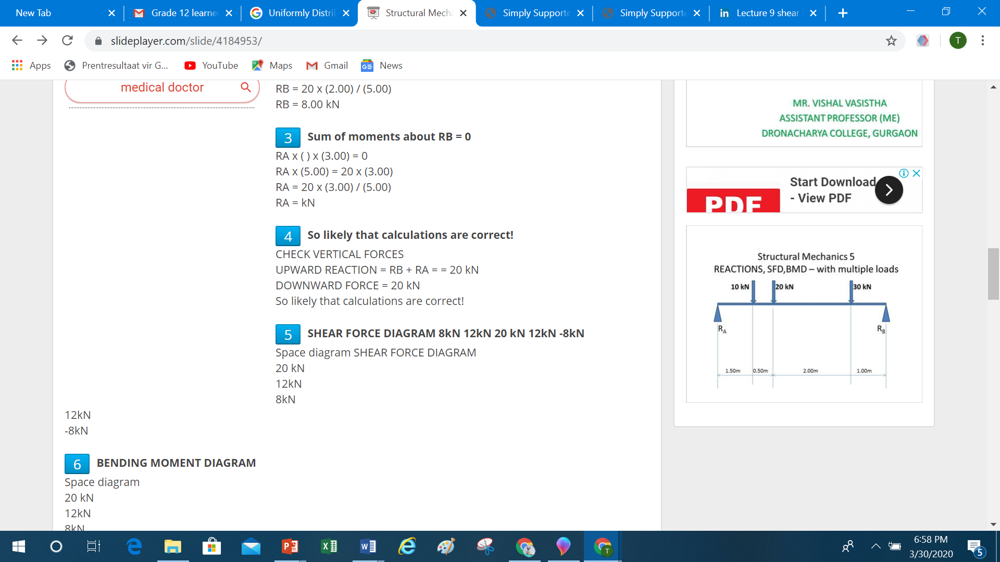 New Tab
Grade 12 learne
Uniformly Distril
Structural Mech
Simply Supporte
Simply Supporte
Lecture 9 shear
slideplayer.com/slide/4184953/
T
Apps
Prentresultaat vir G...
YouTube
Maps
Gmail
News
medical doctor
RB = 20 x (2.00) / (5.00)
RB = 8.00 kN
3 Sum of moments about RB = 0
RA x ( ) x (3.00) = 0
RA x (5.00) = 20 x (3.00)
RA = 20 x (3.00) / (5.00)
RA = kN
4 So likely that calculations are correct!
CHECK VERTICAL FORCES
UPWARD REACTION = RB + RA = = 20 kN
DOWNWARD FORCE = 20 kN
So likely that calculations are correct!
5 SHEAR FORCE DIAGRAM 8kN 12kN 20 kN 12kN -8kN
Space diagram SHEAR FORCE DIAGRAM
20 kN
12kN
8kN
12kN
-8kN
6 BENDING MOMENT DIAGRAM
Space diagram
20 kN
12kN
8kN
MR. VISHAL VASISTHA
ASSISTANT PROFESSOR (ME)
DRONACHARYA COLLEGE, GURGAON
PDF
Start Download
- View PDF
Structural Mechanics 5
REACTIONS, SFD,BMD – with multiple loads
10 kN
20 kN
30 kN
RA
RB
1.50m
0.50m
2.00m
1.00m
6:58 PM
3/30/2020
5